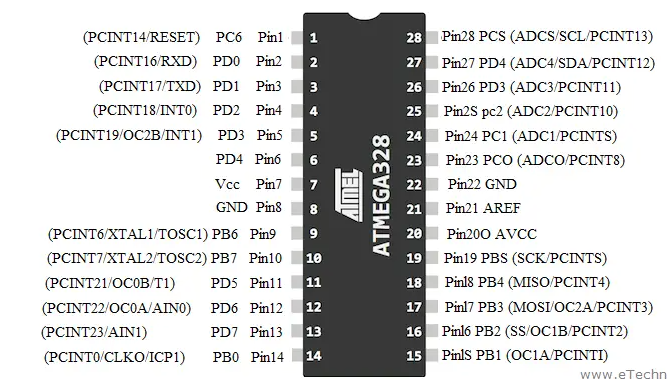 (PCINT14/RESET) PC6 Pin1 1 28 Pin28 PCS (ADCS/SCL/PCINT13)
(PCINT16/RXD) PD0 Pin2 2 27 Pin27 PD4 (ADC4/SDA/PCINT12)
(PCINT17/TXD) PD1 Pin3 3 26 Pin26 PD3 (ADC3/PCINT11)
(PCINT18/INT0) PD2 Pin4 4 25 Pin2S pc2 (ADC2/PCINT10)
(PCINT19/OC2B/INT1) PD3 Pin5 5 24 Pin24 PC1 (ADC1/PCINTS)
PD4 Pin6 6 23 Pin23 PCO (ADCO/PCINT8)
Vcc Pin7 7 22 Pin22 GND
GND Pin8 8 21 Pin21 AREF
(PCINT6/XTAL1/TOSC1) PB6 Pin9 9 20 Pin20O AVCC
(PCINT7/XTAL2/TOSC2) PB7 Pin10 10 19 Pin19 PBS (SCK/PCINTS)
(PCINT21/OC0B/T1) PD5 Pin11 11 18 Pinl8 PB4 (MISO/PCINT4)
(PCINT22/OC0A/AIN0) PD6 Pin12 12 17 Pinl7 PB3 (MOSI/OC2A/PCINT3)
(PCINT23/AIN1) PD7 Pin13 13 16 Pinl6 PB2 (SS/OC1B/PCINT2)
(PCINT0/CLKO/ICP1) PB0 Pin14 14 15 PinlS PB1 (OC1A/PCINTI)
ATMEL
ATMEGA328
www.eTechn